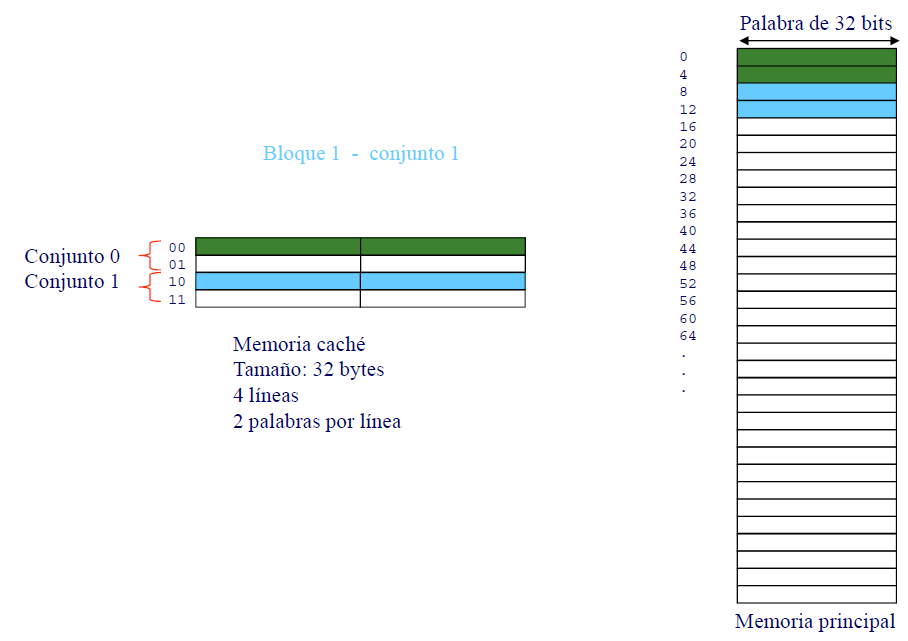 Palabra de 32 bits
0
4
8
12
16
20
24
28
32
36
40
44
48
52
56
60
64
.
.
.
Bloque 1 - conjunto 1
Conjunto 0
Conjunto 1
00
01
10
11
Memoria caché
Tamaño: 32 bytes
4 líneas
2 palabras por línea
Memoria principal